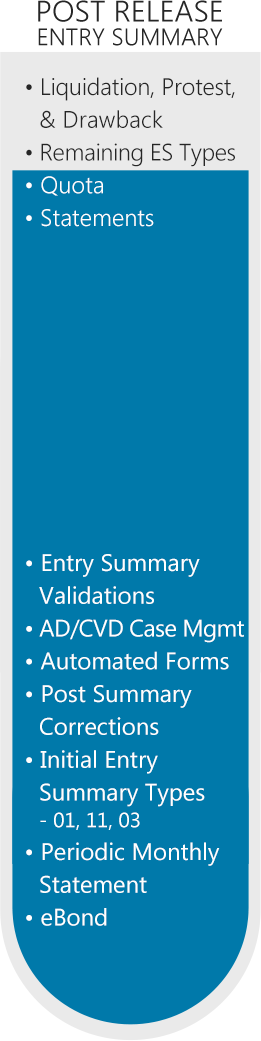 POST RELEASE
ENTRY SUMMARY
• Liquidation, Protest,
& Drawback
• Remaining ES Types
• Quota
• Statements
• Entry Summary
Validations
• AD/CVD Case Mgmt
• Automated Forms
• Post Summary
Corrections
• Initial Entry
Summary Types
- 01, 11, 03
• Periodic Monthly
Statement
• eBond